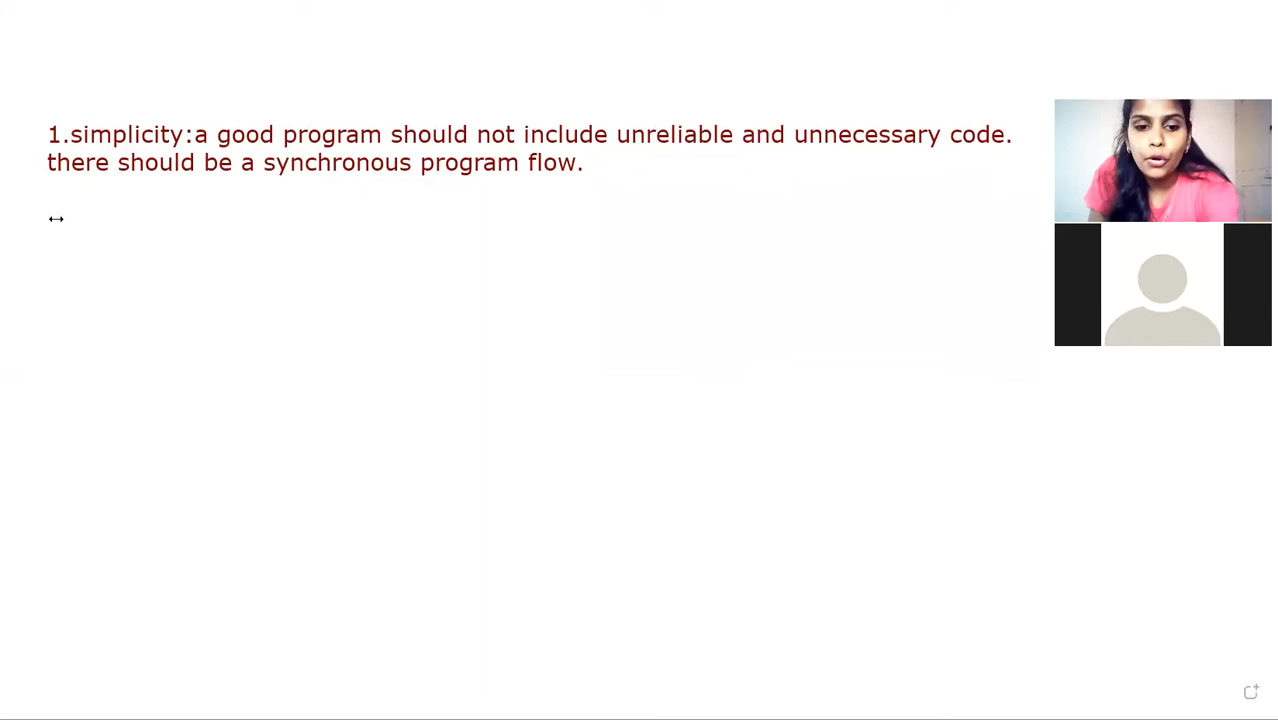 1.simplicity:a good program should not include unreliable and unnecessary code.
there should be a synchronous program flow.